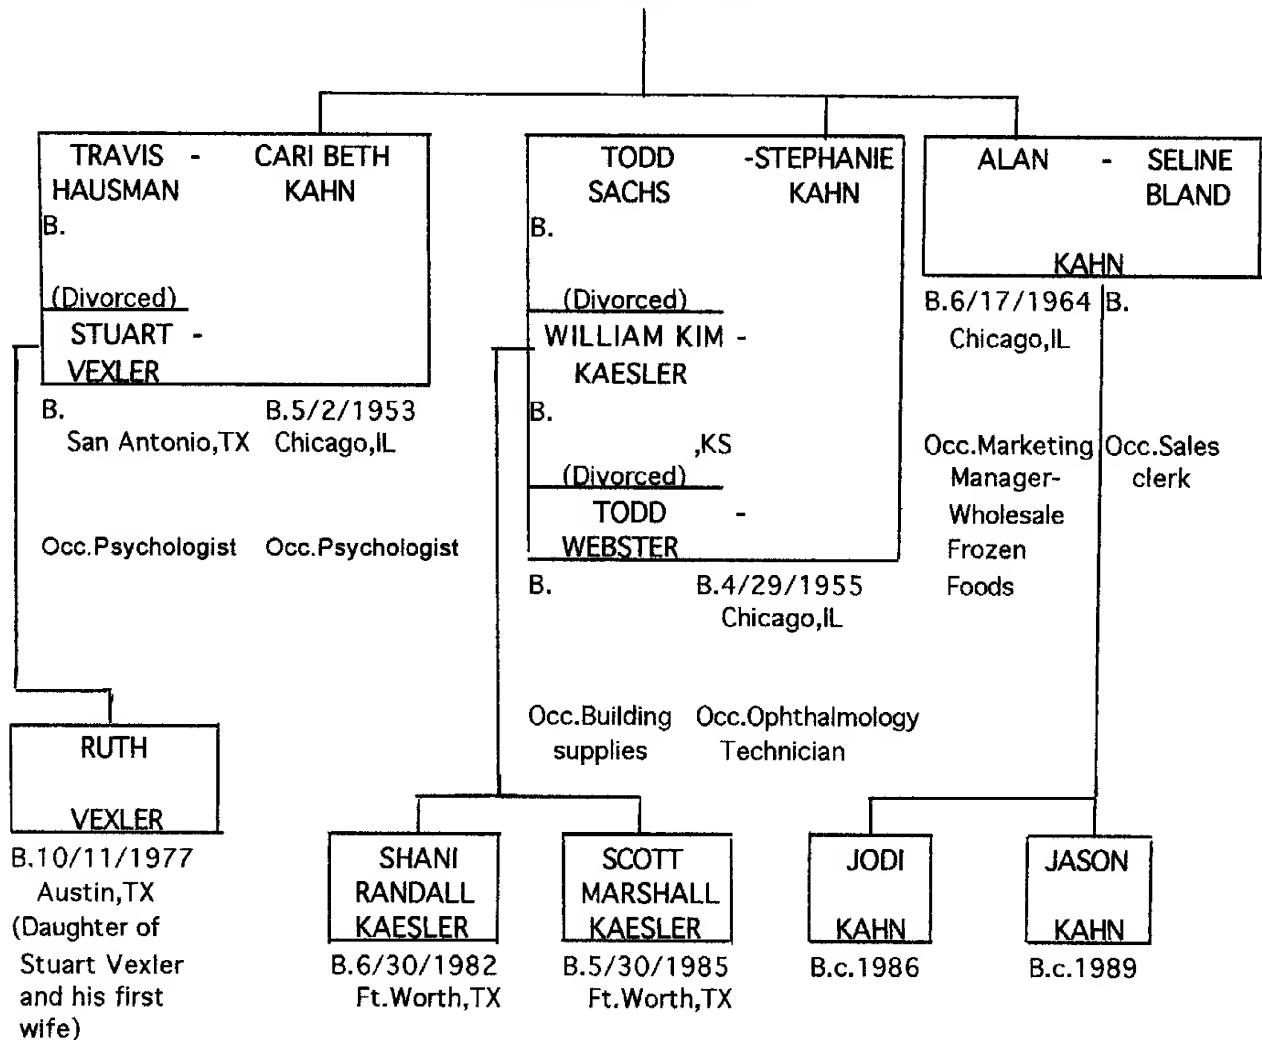 TRAVIS - CARI BETH
HAUSMAN KAHN
B.
(Divorced)
STUART -
VEXLER
B. B.5/2/1953
San Antonio,TX Chicago,IL
Occ.Psychologist Occ.Psychologist
TODD -STEPHANIE
SACHS KAHN
B.
(Divorced)
WILLIAM KIM -
KAESLER
B.
,KS
(Divorced)
TODD -
WEBSTER
B. B.4/29/1955
Chicago,IL
Occ.Building Occ.Ophthalmology
supplies Technician
ALAN - SELINE
BLAND
KAHN
B.6/17/1964 B.
Chicago,IL
Occ.Marketing Occ.Sales
Manager- clerk
Wholesale
Frozen
Foods
RUTH
VEXLER
B.10/11/1977
Austin,TX
(Daughter of
Stuart Vexler
and his first
wife)
SHANI
RANDALL
KAESLER
B.6/30/1982
Ft.Worth,TX
SCOTT
MARSHALL
KAESLER
B.5/30/1985
Ft.Worth,TX
JODI
KAHN
B.c.1986
JASON
KAHN
B.c.1989